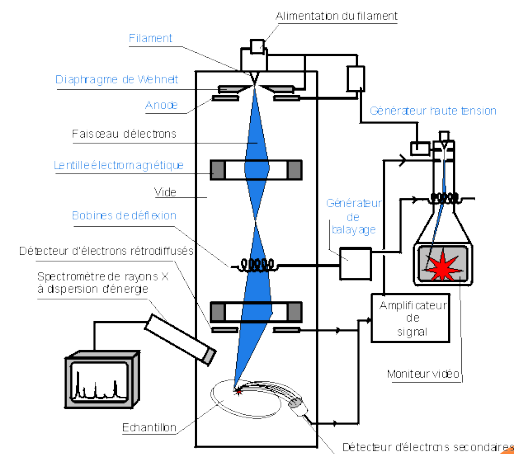 Alimentation du filament
Filament
Diaphragme de Wehnelt
Anode
Générateur haute tension
Faisceau d'électrons
Lentille électromagnétique
Vide
Bobines de déflexion
Générateur
de
balayage
Détecteur d'électrons rétrodiffusés
Spectromètre de rayons X
à dispersion d'énergie
Amplificateur
de
signal
Moniteur vidéo
Echantillon
Détecteur d'électrons secondaires